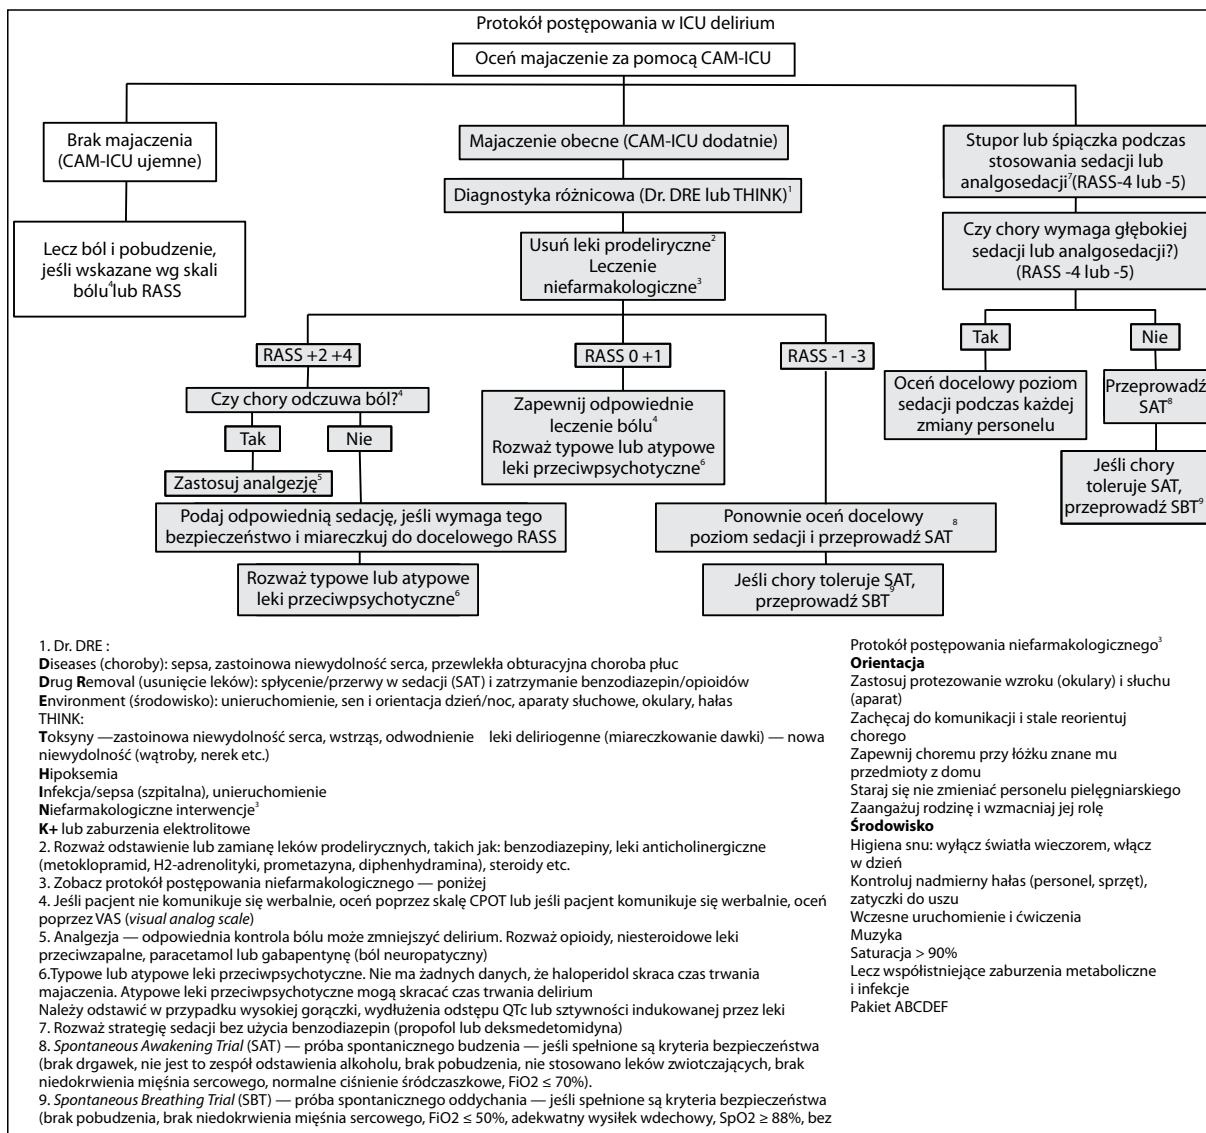 Protokół postępowania w ICU delirium
Oceń majaczenie za pomocą CAM-ICU
Brak majaczenia
(CAM-ICU ujemne)
Lecz ból i pobudzenie,
jeśli wskazane wg skali
bólu⁴lub RASS
Majaczenie obecne (CAM-ICU dodatnie)
Diagnostyka różnicowa (Dr. DRE lub THINK)¹
Usuń leki prodeliryczne²
Leczenie
niefarmakologiczne³
RASS +2 +4
Czy chory odczuwa ból?⁴
Tak
Nie
Zastosuj analgezję⁵
Podaj odpowiednią sedację, jeśli wymaga tego
bezpieczeństwo i miareczkuj do docelowego RASS
Rozważ typowe lub atypowe
leki przeciwpsychotyczne⁶
RASS 0 +1
Zapewnij odpowiednie
leczenie bólu⁴
Rozważ typowe lub atypowe
leki przeciwpsychotyczne⁶
RASS -1 -3
Ponownie oceń docelowy
poziom sedacji i przeprowadź SAT⁸
Jeśli chory toleruje SAT,
przeprowadź SBT⁹
Stupor lub śpiączka podczas
stosowania sedacji lub
analgosedacji⁷(RASS-4 lub -5)
Czy chory wymaga głębokiej
sedacji lub analgosedacji?)
(RASS -4 lub -5)
Tak
Nie
Oceń docelowy poziom
sedacji podczas każdej
zmiany personelu
Przeprowadź
SAT⁸
Jeśli chory
toleruje SAT,
przeprowadź SBT⁹
1. Dr. DRE :
Diseases (choroby): sepsa, zastoinowa niewydolność serca, przewlekła obturacyjna choroba płuc
Drug Removal (usunięcie leków): spłycenie/przerwy w sedacji (SAT) i zatrzymanie benzodiazepin/opioidów
Environment (środowisko): unieruchomienie, sen i orientacja dzień/noc, aparaty słuchowe, okulary, hałas
THINK:
Toksyny —zastoinowa niewydolność serca, wstrząs, odwodnienie leki deliriogenne (miareczkowanie dawki) — nowa
niewydolność (wątroby, nerek etc.)
Hipoksemia
Infekcja/sepsa (szpitalna), unieruchomienie
Niefarmakologiczne interwencje³
K+ lub zaburzenia elektrolitowe
2. Rozważ odstawienie lub zamianę leków prodelirycznych, takich jak: benzodiazepiny, leki anticholinergiczne
(metoklopramid, H2-adrenolityki, prometazyna, diphenhydramina), steroidy etc.
3. Zobacz protokół postępowania niefarmakologicznego — poniżej
4. Jeśli pacjent nie komunikuje się werbalnie, oceń poprzez skalę CPOT lub jeśli pacjent komunikuje się werbalnie, oceń
poprzez VAS (visual analog scale)
5. Analgezja — odpowiednia kontrola bólu może zmniejszyć delirium. Rozważ opioidy, niesteroidowe leki
przeciwzapalne, paracetamol lub gabapentynę (ból neuropatyczny)
6.Typowe lub atypowe leki przeciwpsychotyczne. Nie ma żadnych danych, że haloperidol skraca czas trwania
majaczenia. Atypowe leki przeciwpsychotyczne mogą skracać czas trwania delirium
Należy odstawić w przypadku wysokiej gorączki, wydłużenia odstępu QTc lub sztywności indukowanej przez leki
7. Rozważ strategię sedacji bez użycia benzodiazepin (propofol lub deksmedetomidyna)
8. Spontaneous Awakening Trial (SAT) — próba spontanicznego budzenia — jeśli spełnione są kryteria bezpieczeństwa
(brak drgawek, nie jest to zespół odstawienia alkoholu, brak pobudzenia, nie stosowano leków zwiotczających, brak
niedokrwienia mięśnia sercowego, normalne ciśnienie śródczaszkowe, FiO2 ≤ 70%).
9. Spontaneous Breathing Trial (SBT) — próba spontanicznego oddychania — jeśli spełnione są kryteria bezpieczeństwa
(brak pobudzenia, brak niedokrwienia mięśnia sercowego, FiO2 ≤ 50%, adekwatny wysiłek wdechowy, SpO2 ≥ 88%, bez
Protokół postępowania niefarmakologicznego³
Orientacja
Zastosuj protezowanie wzroku (okulary) i słuchu
(aparat)
Zachęcaj do komunikacji i stale reorientuj
chorego
Zapewnij choremu przy łóżku znane mu
przedmioty z domu
Staraj się nie zmieniać personelu pielęgniarskiego
Zaangażuj rodzinę i wzmacniaj jej rolę
Środowisko
Higiena snu: wyłącz światła wieczorem, włącz
w dzień
Kontroluj nadmierny hałas (personel, sprzęt),
zatyczki do uszu
Wczesne uruchomienie i ćwiczenia
Muzyka
Saturacja > 90%
Lecz współistniejące zaburzenia metaboliczne
i infekcje
Pakiet ABCDEF